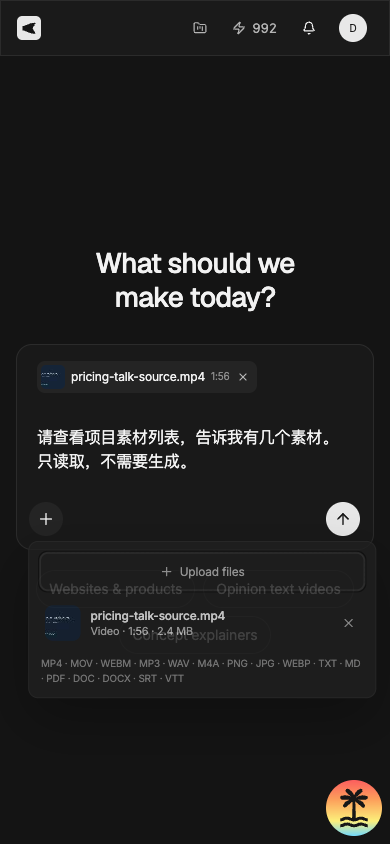 992
D
What should we
make today?
pricing-talk-source.mp4 1:56
请查看项目素材列表，告诉我有几个素材。
只读取，不需要生成。
Upload files
Websites & products
Opinion text videos
pricing-talk-source.mp4
Video · 1:56 · 2.4 MB
Concept explainers
MP4 · MOV · WEBM · MP3 · WAV · M4A · PNG · JPG · WEBP · TXT · MD
· PDF · DOC · DOCX · SRT · VTT